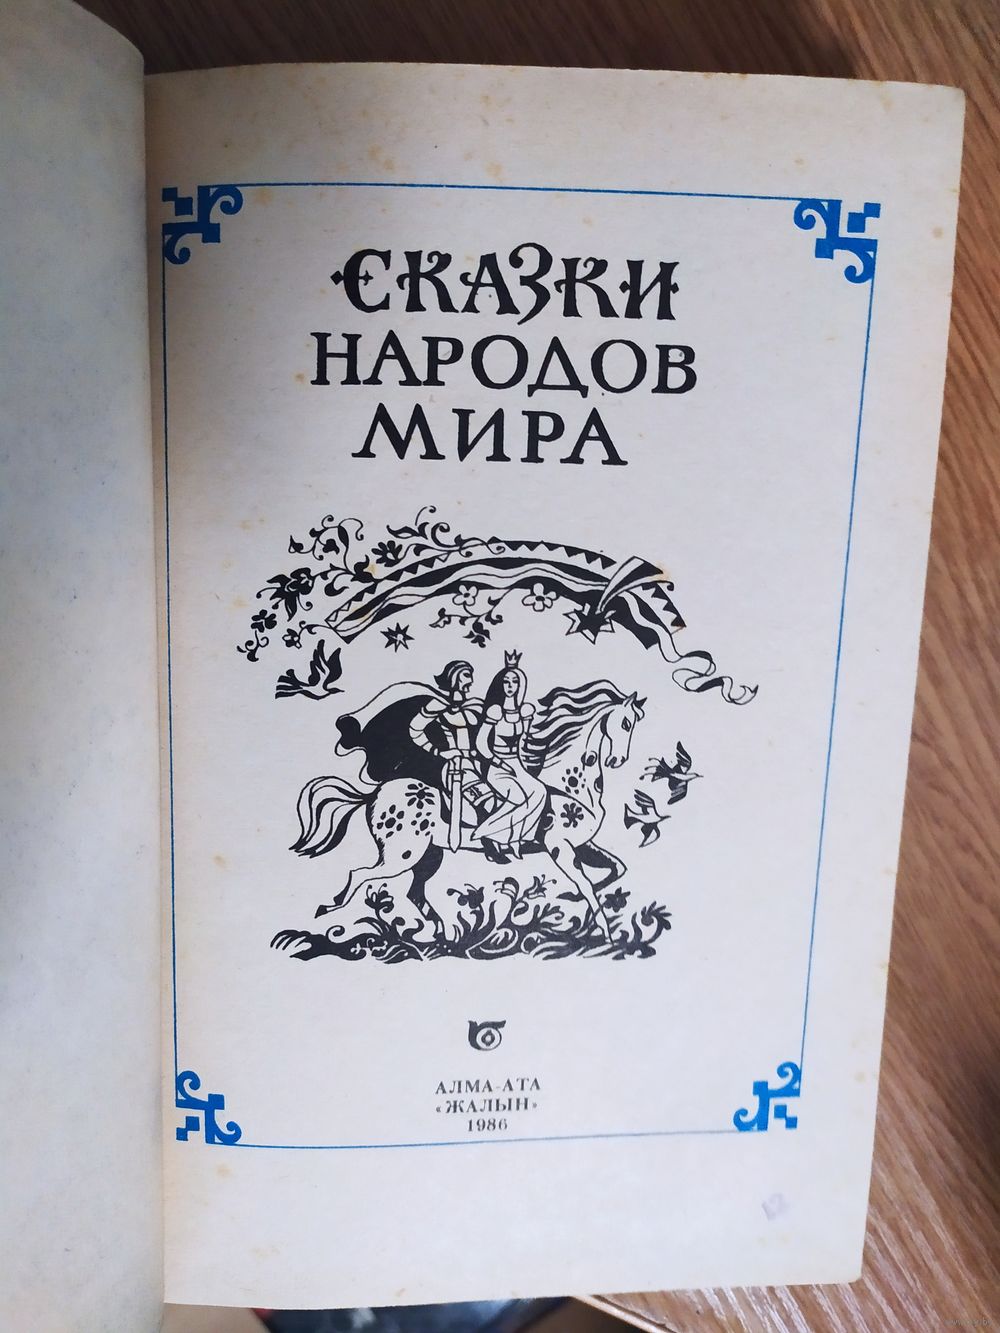 СКАЗКИ
НАРОДОВ
МИРА
АЛМА-АТА
«ЖАЛЫН»
1986